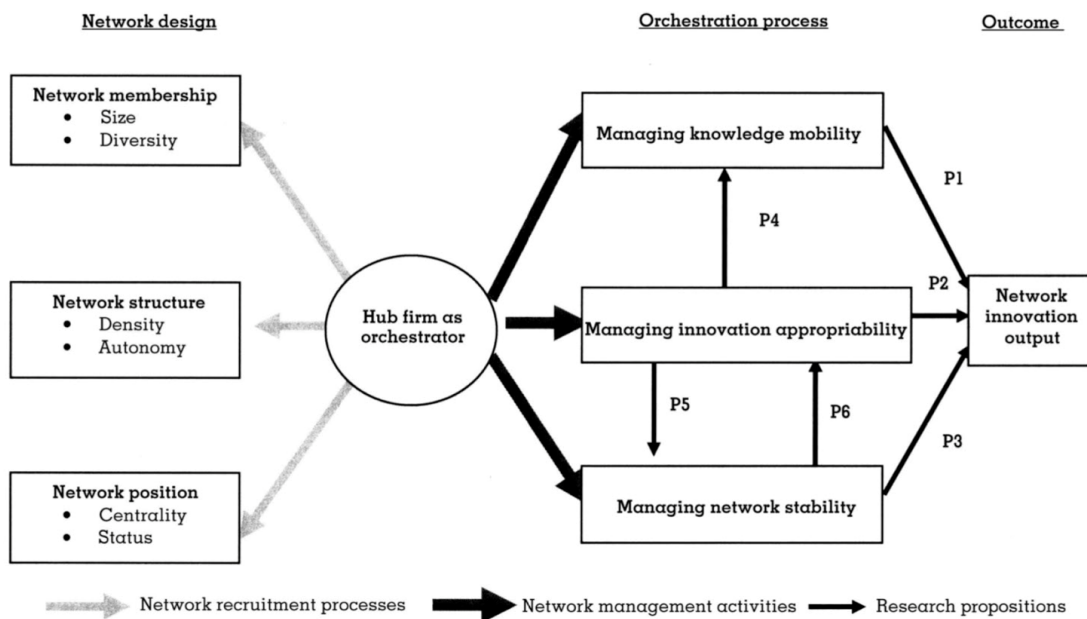 Network design
Orchestration process
Outcome
Network membership
• Size
• Diversity
Managing knowledge mobility
P1
P4
Network structure
• Density
• Autonomy
Hub firm as
orchestrator
Managing innovation appropriability
P2
Network
innovation
output
P5
P6
P3
Network position
• Centrality
• Status
Managing network stability
Network recruitment processes
Network management activities
Research propositions